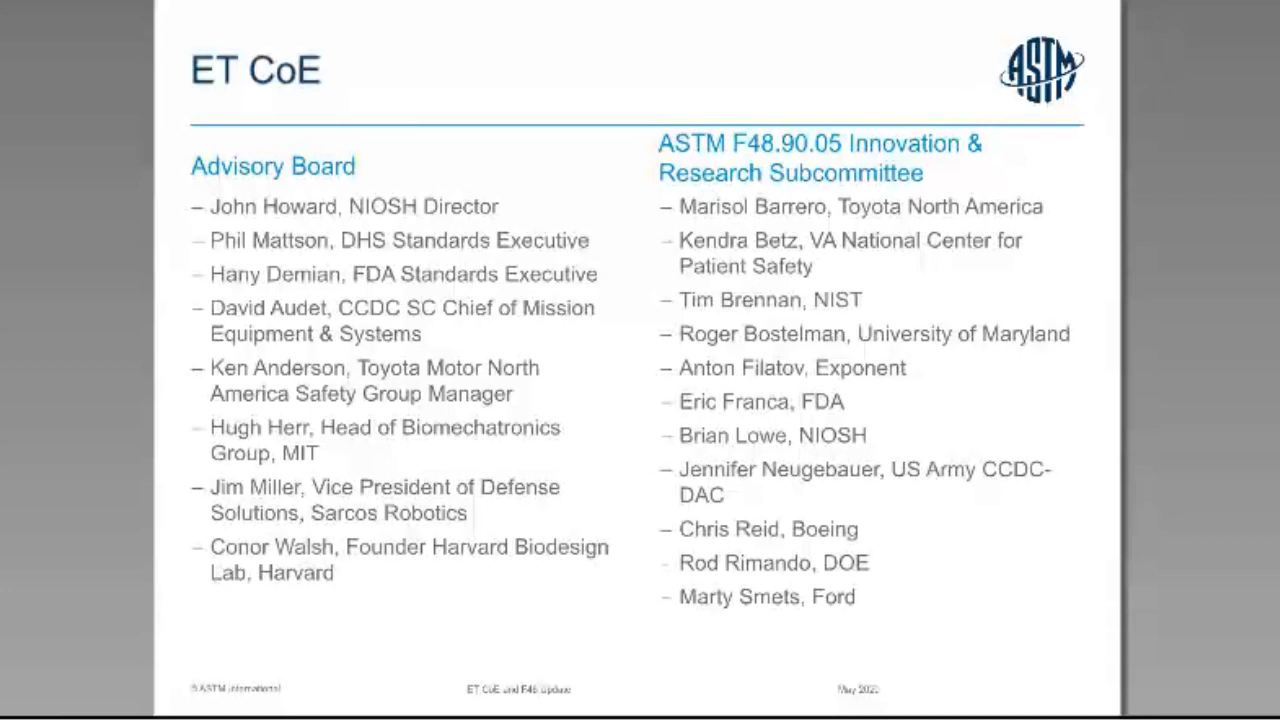 ET CoE
ASTM
Advisory Board
– John Howard, NIOSH Director
– Phil Mattson, DHS Standards Executive
– Hany Demian, FDA Standards Executive
– David Audet, CCDC SC Chief of Mission
Equipment & Systems
– Ken Anderson, Toyota Motor North
America Safety Group Manager
– Hugh Herr, Head of Biomechatronics
Group, MIT
– Jim Miller, Vice President of Defense
Solutions, Sarcos Robotics
– Conor Walsh, Founder Harvard Biodesign
Lab, Harvard
ASTM F48.90.05 Innovation &
Research Subcommittee
– Marisol Barrero, Toyota North America
– Kendra Betz, VA National Center for
Patient Safety
– Tim Brennan, NIST
– Roger Bostelman, University of Maryland
– Anton Filatov, Exponent
– Eric Franca, FDA
– Brian Lowe, NIOSH
– Jennifer Neugebauer, US Army CCDC-
DAC
– Chris Reid, Boeing
– Rod Rimando, DOE
– Marty Smets, Ford
© ASTM International
ET CoE and F48 Update
May